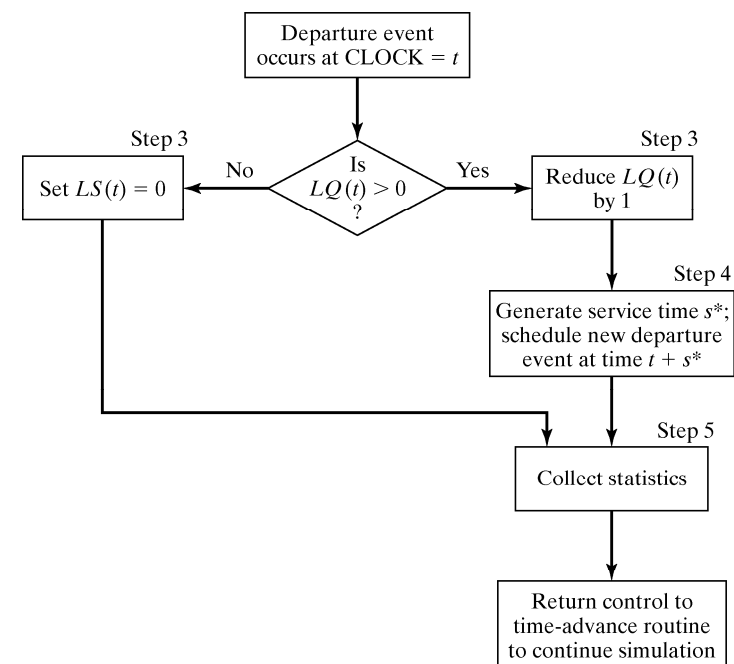 Departure event
occurs at CLOCK = t
Step 3
Set LS(t) = 0
No
Is
LQ(t) > 0
?
Yes
Step 3
Reduce LQ(t)
by 1
Step 4
Generate service time s*;
schedule new departure
event at time t + s*
Step 5
Collect statistics
Return control to
time-advance routine
to continue simulation